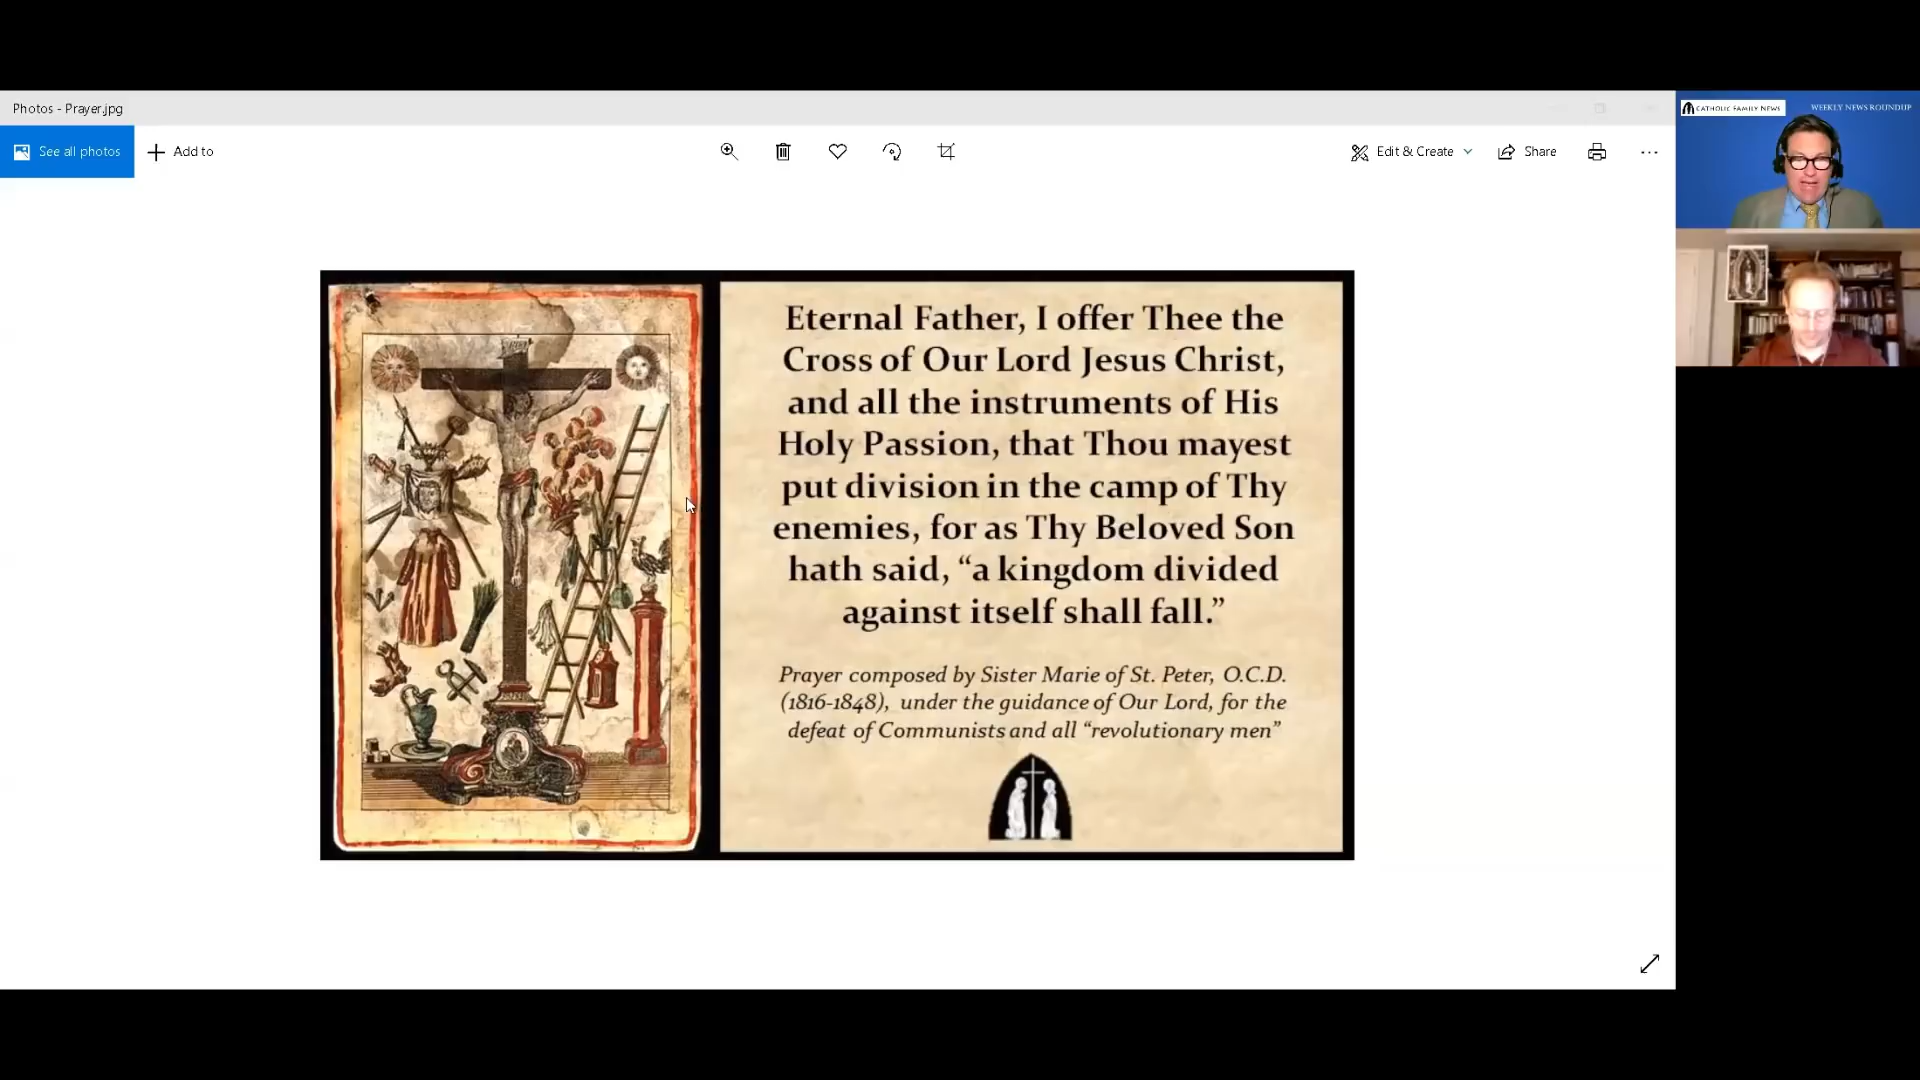 Photos - Prayer.jpg
See all photos
Add to
Edit & Create
Share
CATHOLIC FAMILY NEWS
WEEKLY NEWS ROUNDUP
Eternal Father, I offer Thee the
Cross of Our Lord Jesus Christ,
and all the instruments of His
Holy Passion, that Thou mayest
put division in the camp of Thy
enemies, for as Thy Beloved Son
hath said, “a kingdom divided
against itself shall fall.”
Prayer composed by Sister Marie of St. Peter, O.C.D.
(1816-1848), under the guidance of Our Lord, for the
defeat of Communists and all “revolutionary men”